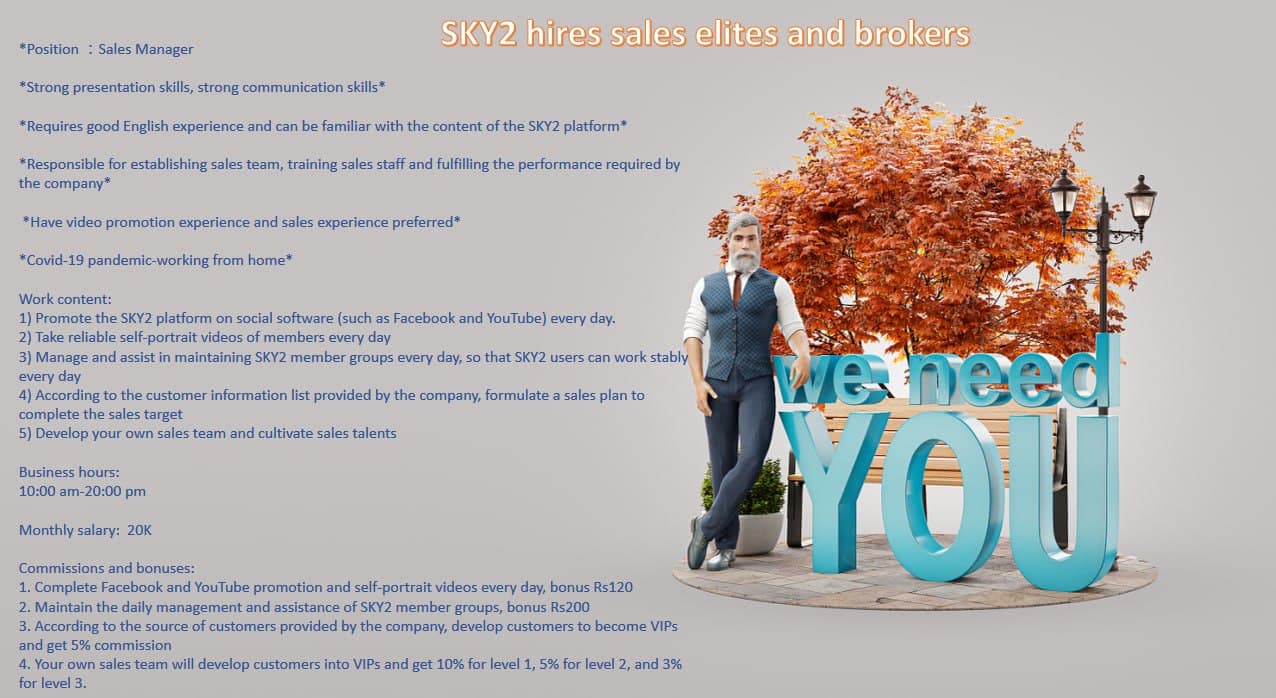 SKY2 hires sales elites and brokers
*Position ：Sales Manager
*Strong presentation skills, strong communication skills*
*Requires good English experience and can be familiar with the content of the SKY2 platform*
*Responsible for establishing sales team, training sales staff and fulfilling the performance required by
the company*
*Have video promotion experience and sales experience preferred*
*Covid-19 pandemic-working from home*
Work content:
1) Promote the SKY2 platform on social software (such as Facebook and YouTube) every day.
2) Take reliable self-portrait videos of members every day
3) Manage and assist in maintaining SKY2 member groups every day, so that SKY2 users can work stably
every day
4) According to the customer information list provided by the company, formulate a sales plan to
complete the sales target
5) Develop your own sales team and cultivate sales talents
Business hours:
10:00 am-20:00 pm
Monthly salary: 20K
Commissions and bonuses:
1. Complete Facebook and YouTube promotion and self-portrait videos every day, bonus Rs120
2. Maintain the daily management and assistance of SKY2 member groups, bonus Rs200
3. According to the source of customers provided by the company, develop customers to become VIPs
and get 5% commission
4. Your own sales team will develop customers into VIPs and get 10% for level 1, 5% for level 2, and 3%
for level 3.
we need
YOU